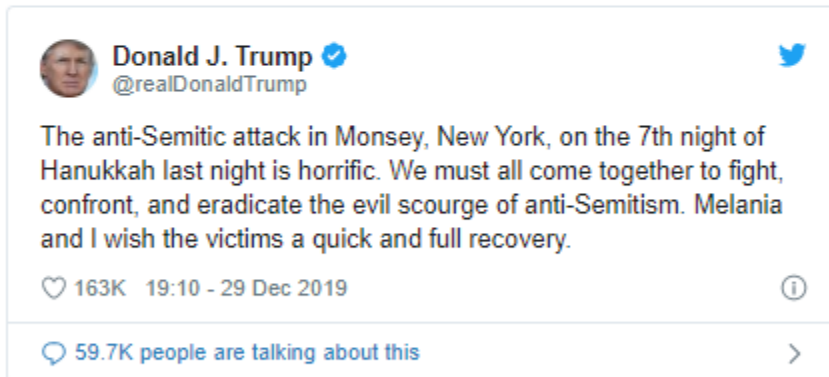 Donald J. Trump
@realDonaldTrump
The anti-Semitic attack in Monsey, New York, on the 7th night of
Hanukkah last night is horrific. We must all come together to fight,
confront, and eradicate the evil scourge of anti-Semitism. Melania
and I wish the victims a quick and full recovery.
163K 19:10 - 29 Dec 2019
59.7K people are talking about this